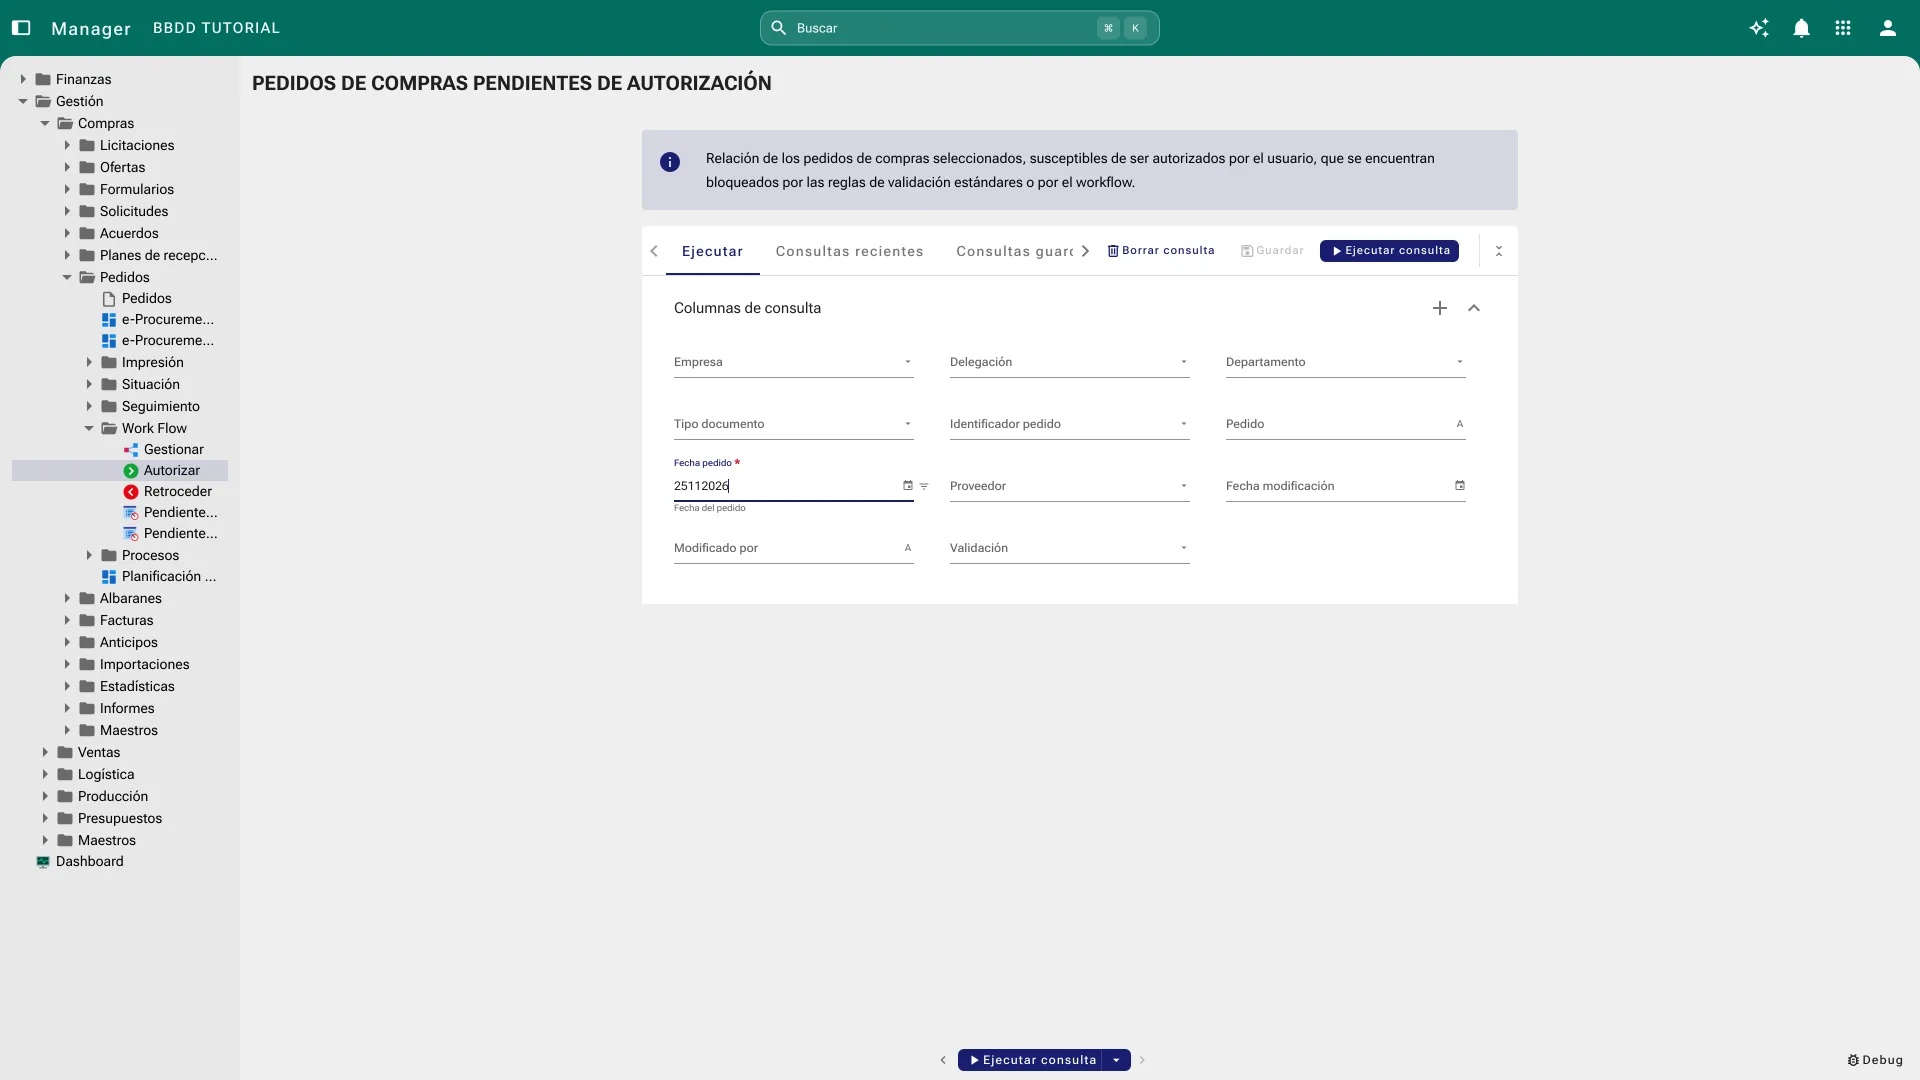 Manager
BBDD TUTORIAL
Buscar
⌘ K
Finanzas
Gestión
Compras
Licitaciones
Ofertas
Formularios
Solicitudes
Acuerdos
Planes de recepc...
Pedidos
Pedidos
e-Procureme...
e-Procureme...
Impresión
Situación
Seguimiento
Work Flow
Gestionar
Autorizar
Retroceder
Pendiente...
Pendiente...
Procesos
Planificación ...
Albaranes
Facturas
Anticipos
Importaciones
Estadísticas
Informes
Maestros
Ventas
Logística
Producción
Presupuestos
Maestros
Dashboard
PEDIDOS DE COMPRAS PENDIENTES DE AUTORIZACIÓN
Relación de los pedidos de compras seleccionados, susceptibles de ser autorizados por el usuario, que se encuentran
bloqueados por las reglas de validación estándares o por el workflow.
Ejecutar
Consultas recientes
Consultas guarc
Borrar consulta
Guardar
Ejecutar consulta
Columnas de consulta
Empresa
Delegación
Departamento
Tipo documento
Identificador pedido
Pedido A
Fecha pedido *
25112026
Fecha del pedido
Proveedor
Fecha modificación
Modificado por A
Validación
Ejecutar consulta
Debug